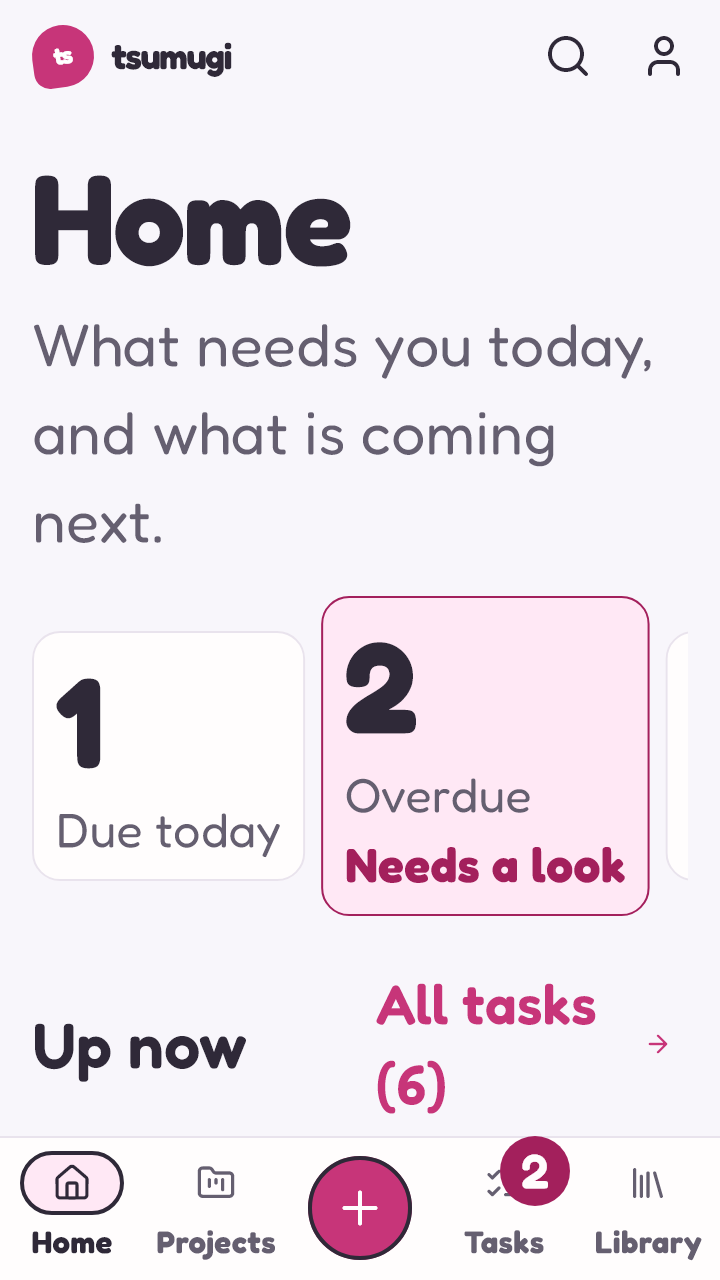 ts
tsumugi
Home
What needs you today,
and what is coming
next.
1
Due today
2
Overdue
Needs a look
Up now
All tasks
(6)
2
Home
Projects
Tasks
Library